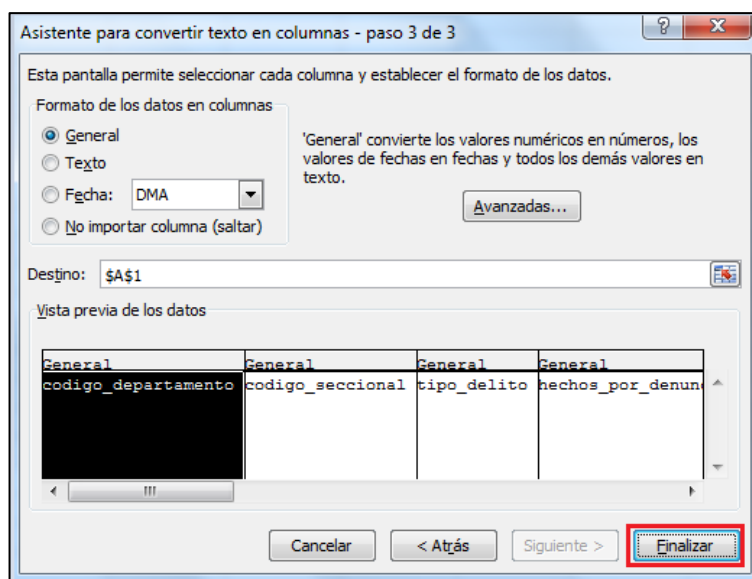 Asistente para convertir texto en columnas - paso 3 de 3
Esta pantalla permite seleccionar cada columna y establecer el formato de los datos.
Formato de los datos en columnas
General
Texto
Fecha: DMA
No importar columna (saltar)
'General' convierte los valores numéricos en números, los
valores de fechas en fechas y todos los demás valores en
texto.
Avanzadas...
Destino: $A$1
Vista previa de los datos
General General General General
codigo_departamento codigo_seccional tipo_delito hechos_por_denun
Cancelar < Atrás Siguiente > Finalizar